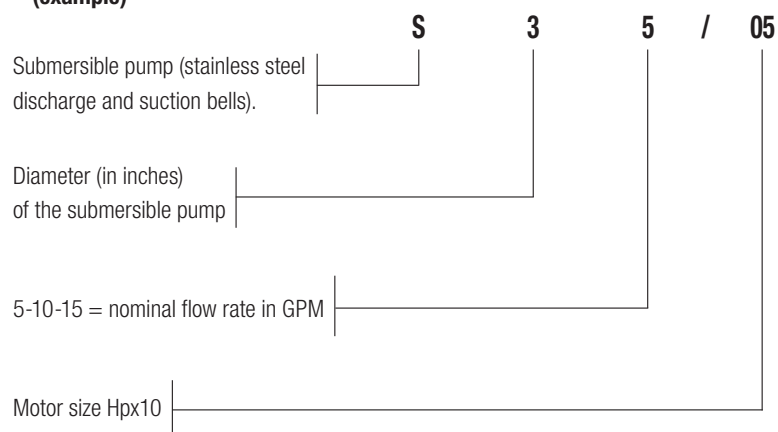 (example)
S 3 5 / 05
Submersible pump (stainless steel
discharge and suction bells).
Diameter (in inches)
of the submersible pump
5-10-15 = nominal flow rate in GPM
Motor size Hpx10